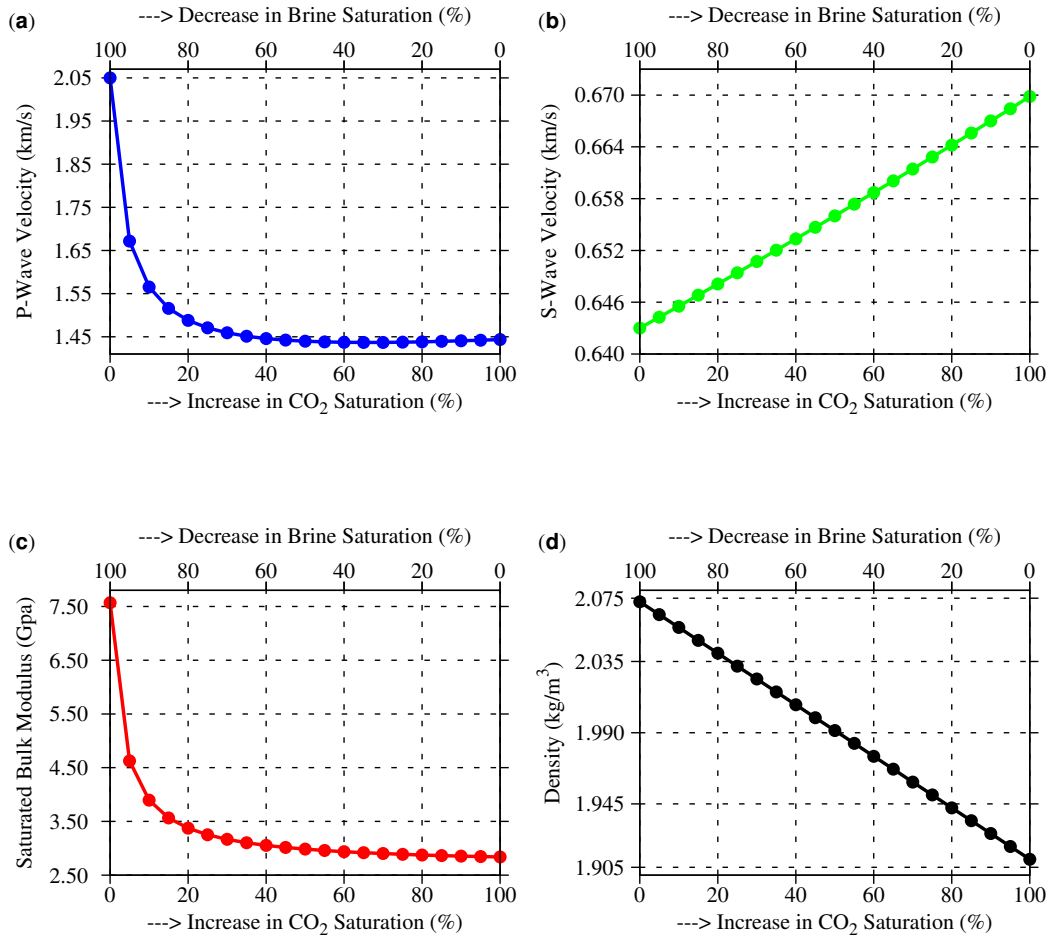 (a)
---> Decrease in Brine Saturation (%)
100 80 60 40 20 0
P-Wave Velocity (km/s)
2.05
1.95
1.85
1.75
1.65
1.55
1.45
0 20 40 60 80 100
---> Increase in CO2 Saturation (%)
(b)
---> Decrease in Brine Saturation (%)
100 80 60 40 20 0
S-Wave Velocity (km/s)
0.670
0.664
0.658
0.652
0.646
0.640
0 20 40 60 80 100
---> Increase in CO2 Saturation (%)
(c)
---> Decrease in Brine Saturation (%)
100 80 60 40 20 0
Saturated Bulk Modulus (Gpa)
7.50
6.50
5.50
4.50
3.50
2.50
0 20 40 60 80 100
---> Increase in CO2 Saturation (%)
(d)
---> Decrease in Brine Saturation (%)
100 80 60 40 20 0
Density (kg/m3)
2.075
2.035
1.990
1.945
1.905
0 20 40 60 80 100
---> Increase in CO2 Saturation (%)